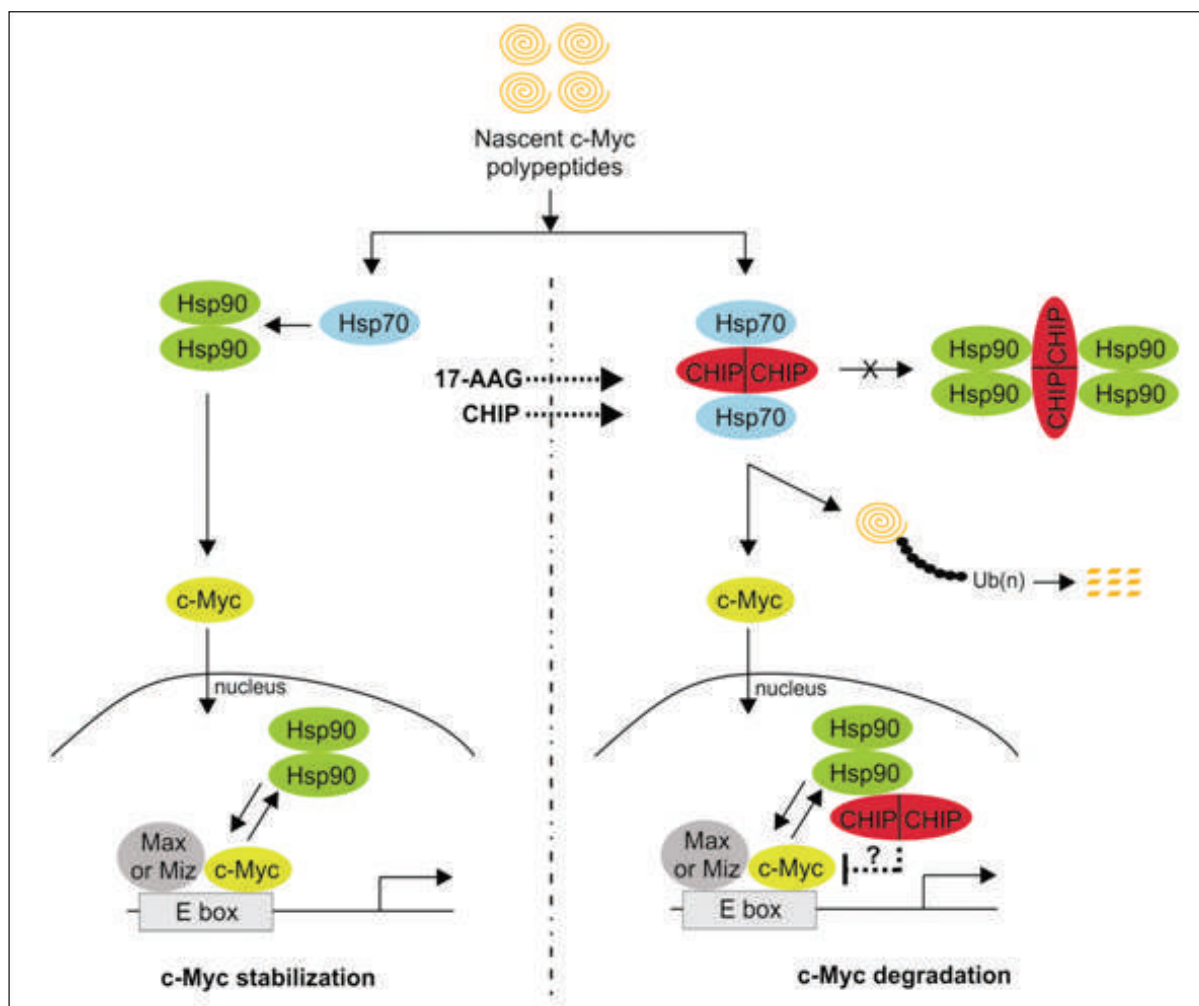 Nascent c-Myc
polypeptides
Hsp90
Hsp90
Hsp70
17-AAG
CHIP
Hsp70
CHIP CHIP
Hsp70
X
Hsp90
Hsp90
CHIP CHIP
Hsp90
Hsp90
Ub(n)
c-Myc
nucleus
Hsp90
Hsp90
Max
or Miz
c-Myc
E box
c-Myc stabilization
c-Myc
nucleus
Hsp90
Hsp90
CHIP CHIP
?
Max
or Miz
c-Myc
E box
c-Myc degradation